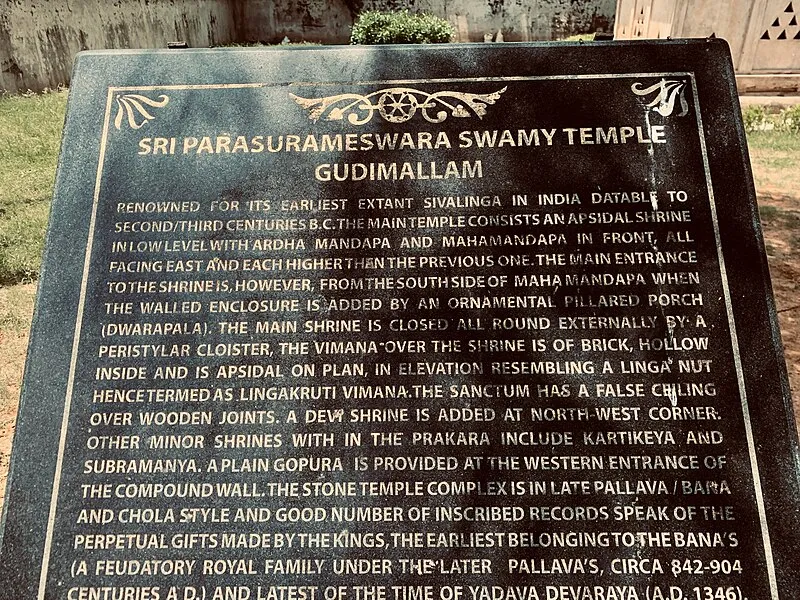 SRI PARASURAMESWARA SWAMY TEMPLE
GUDIMALLAM
RENOWNED FOR ITS EARLIEST EXTANT SIVALINGA IN INDIA DATABLE TO
SECOND/THIRD CENTURIES B.C. THE MAIN TEMPLE CONSISTS AN APSIDAL SHRINE
IN LOW LEVEL WITH ARDHA MANDAPA AND MAHAMANDAPA IN FRONT, ALL
FACING EAST AND EACH HIGHER THEN THE PREVIOUS ONE. THE MAIN ENTRANCE
TO THE SHRINE IS, HOWEVER, FROM THE SOUTH SIDE OF MAHA MANDAPA WHEN
THE WALLED ENCLOSURE IS ADDED BY AN ORNAMENTAL PILLARED PORCH
(DWARAPALA). THE MAIN SHRINE IS CLOSED ALL ROUND EXTERNALLY BY A
PERISTYLAR CLOISTER, THE VIMANA OVER THE SHRINE IS OF BRICK, HOLLOW
INSIDE AND IS APSIDAL ON PLAN, IN ELEVATION RESEMBLING A LINGA NUT
HENCE TERMED AS LINGAKRUTI VIMANA. THE SANCTUM HAS A FALSE CEILING
OVER WOODEN JOINTS. A DEVI SHRINE IS ADDED AT NORTH-WEST CORNER.
OTHER MINOR SHRINES WITH IN THE PRAKARA INCLUDE KARTIKEYA AND
SUBRAMANYA. A PLAIN GOPURA IS PROVIDED AT THE WESTERN ENTRANCE OF
THE COMPOUND WALL. THE STONE TEMPLE COMPLEX IS IN LATE PALLAVA / BANA
AND CHOLA STYLE AND GOOD NUMBER OF INSCRIBED RECORDS SPEAK OF THE
PERPETUAL GIFTS MADE BY THE KINGS, THE EARLIEST BELONGING TO THE BANA'S
(A FEUDATORY ROYAL FAMILY UNDER THE LATER PALLAVA'S, CIRCA 842-904
CENTURIES A.D.) AND LATEST OF THE TIME OF YADAVA DEVARAYA (A.D. 1346).